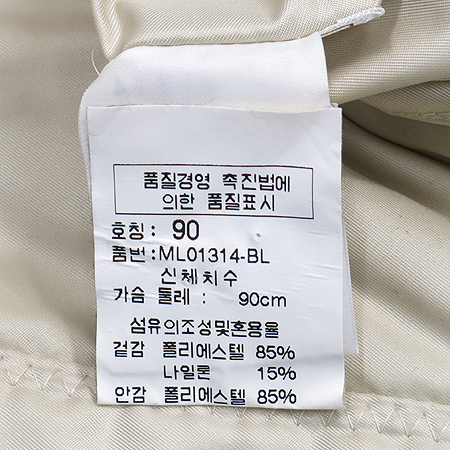 품질경영 촉진법에
의한 품질표시
호칭: 90
품번: ML01314-BL
신체치수
가슴 둘레 : 90cm
섬유의조성및혼용율
겉감 폴리에스텔 85%
나일론 15%
안감 폴리에스텔 85%